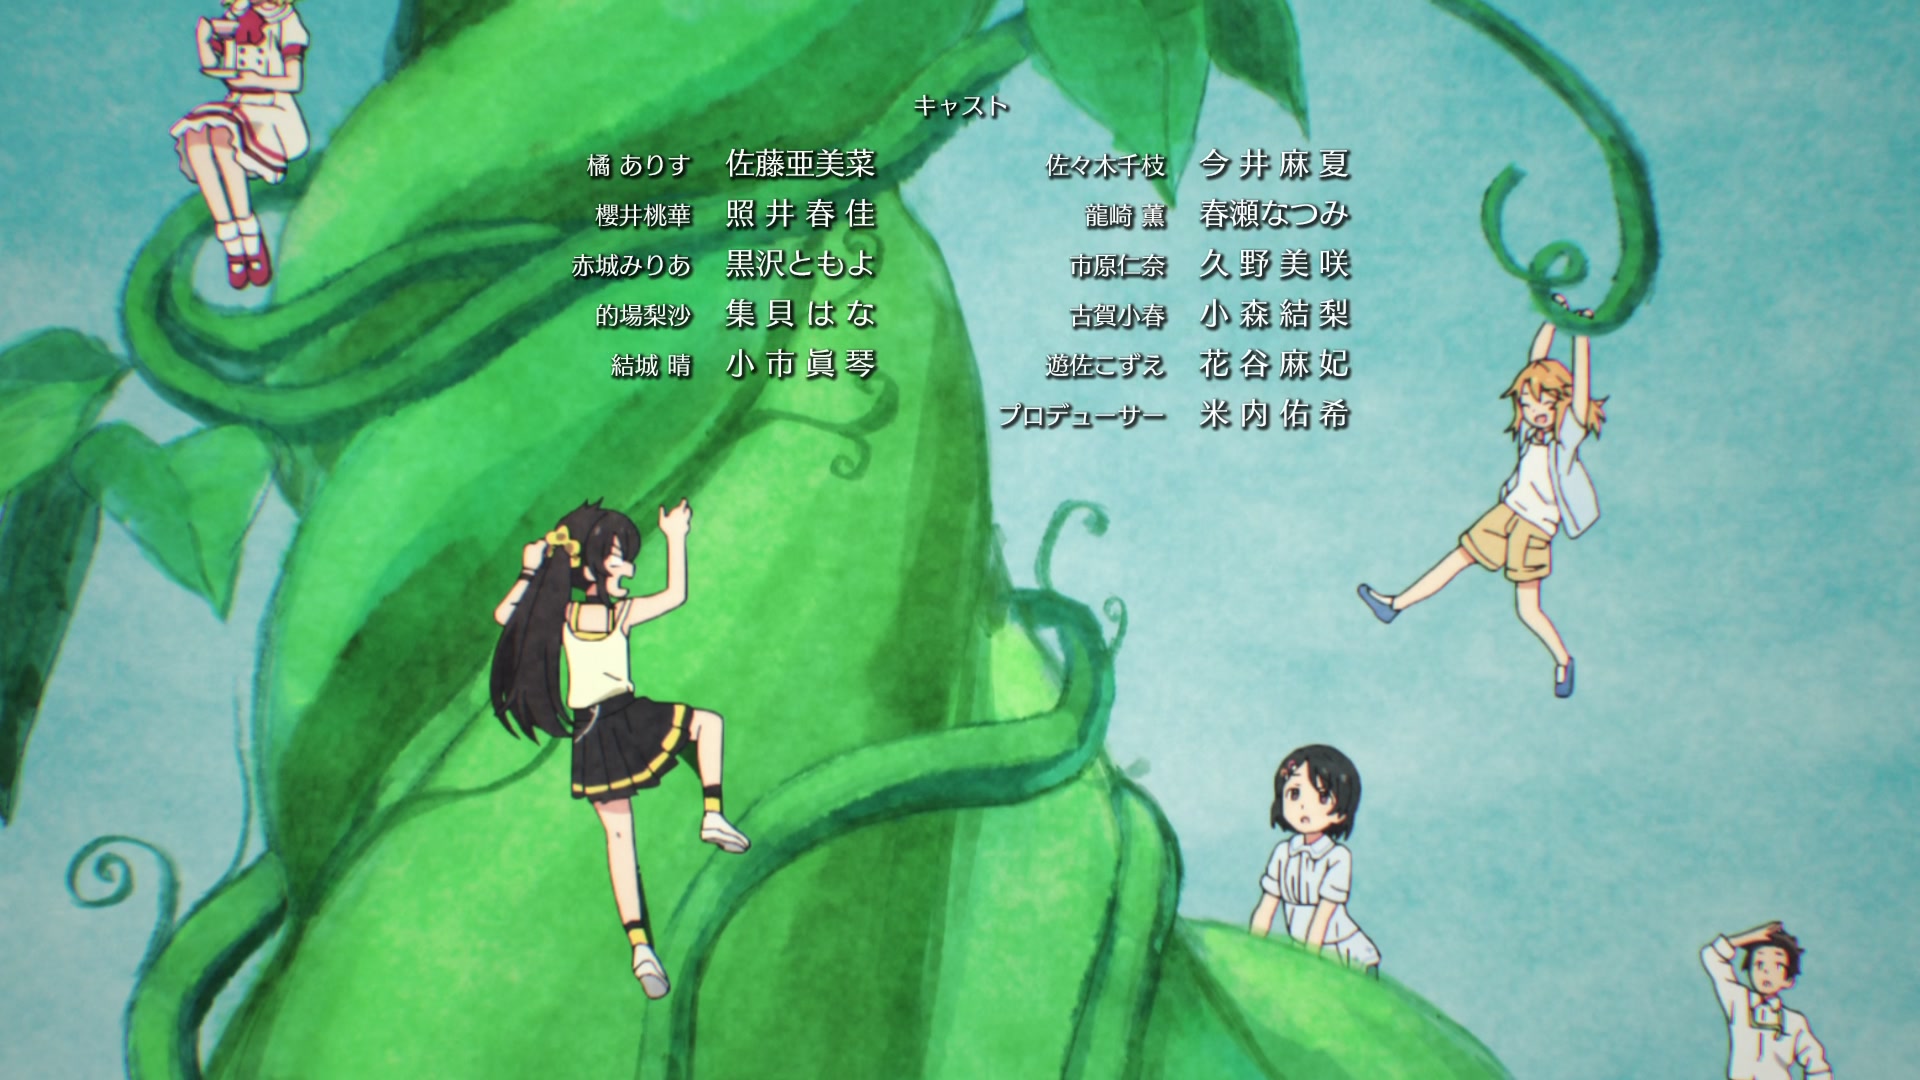 キャスト
橘 ありす 佐藤亜美菜
櫻井桃華 照井春佳
赤城みりあ 黒沢ともよ
的場梨沙 集貝はな
結城 晴 小市眞琴
佐々木千枝 今井麻夏
龍崎 薫 春瀬なつみ
市原仁奈 久野美咲
古賀小春 小森結梨
遊佐こずえ 花谷麻妃
プロデューサー 米内佑希